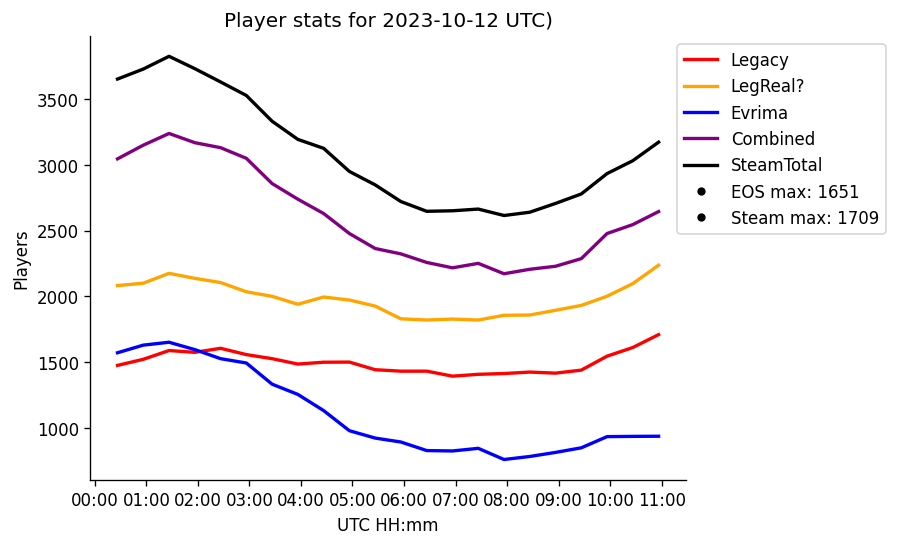 Player stats for 2023-10-12 UTC)
Legacy
LegReal?
Evrima
Combined
SteamTotal
EOS max: 1651
Steam max: 1709
Players
3500
3000
2500
2000
1500
1000
00:00 01:00 02:00 03:00 04:00 05:00 06:00 07:00 08:00 09:00 10:00 11:00
UTC HH:mm